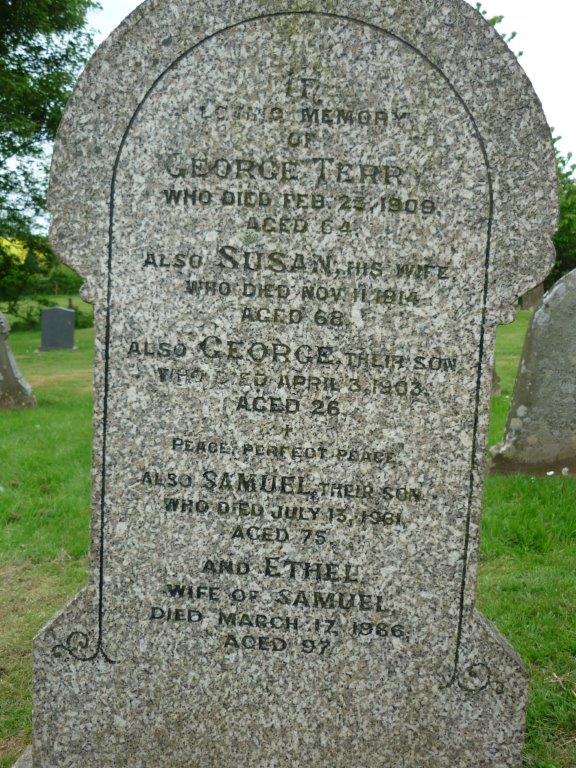 IN
LOVING MEMORY
OF
GEORGE TERRY
WHO DIED FEB. 25, 1909,
AGED 64.
ALSO SUSAN, HIS WIFE
WHO DIED NOV. 11, 1914,
AGED 68.
ALSO GEORGE, THEIR SON
WHO DIED APRIL 3, 1903,
AGED 26.
PEACE, PERFECT PEACE.
ALSO SAMUEL, THEIR SON
WHO DIED JULY 13, 1961,
AGED 75,
AND ETHEL,
WIFE OF SAMUEL,
DIED MARCH 17, 1986,
AGED 97.